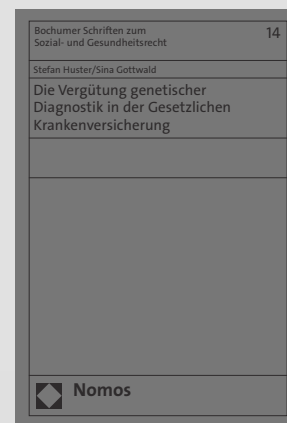 Bochumer Schriften zum
Sozial- und Gesundheitsrecht
14
Stefan Huster/Sina Gottwald
Die Vergütung genetischer
Diagnostik in der Gesetzlichen
Krankenversicherung
Nomos